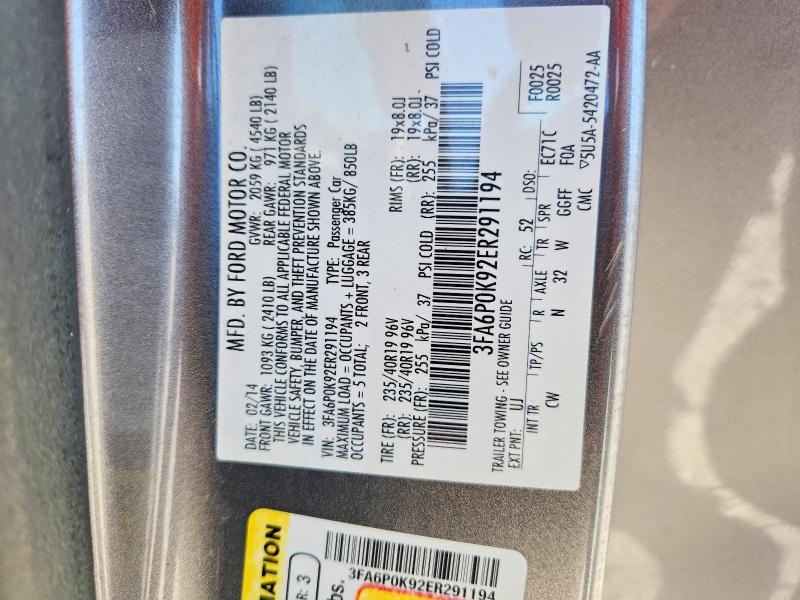 MFD. BY FORD MOTOR CO.
DATE: 02/14 GVWR: 2059 KG ( 4540 LB)
FRONT GAWR: 1093 KG ( 2410 LB) REAR GAWR: 971 KG ( 2140 LB)
THIS VEHICLE CONFORMS TO ALL APPLICABLE FEDERAL MOTOR
VEHICLE SAFETY, BUMPER, AND THEFT PREVENTION STANDARDS
IN EFFECT ON THE DATE OF MANUFACTURE SHOWN ABOVE.
VIN: 3FA6P0K92ER291194 TYPE: Passenger Car
MAXIMUM LOAD = OCCUPANTS + LUGGAGE = 385KG/ 850LB
OCCUPANTS = 5 TOTAL; 2 FRONT, 3 REAR
TIRE (FR): 235/40R19 96V RIMS (FR): 19x8.0J
(RR): 235/40R19 96V (RR): 19x8.0J
PRESSURE (FR): 255 kPa/ 37 PSI COLD (RR): 255 kPa/ 37 PSI COLD
3FA6P0K92ER291194
TRAILER TOWING - SEE OWNER GUIDE
EXT PNT: UJ RC: 52 DSO: F0025
R0025
INT TR TP/PS R AXLE TR SPR EC71C
CW N 32 W GGFF F0A
CMC ▽5U5A-5420472-AA
MATION
R: 3
bs.
3FA6P0K92ER291194